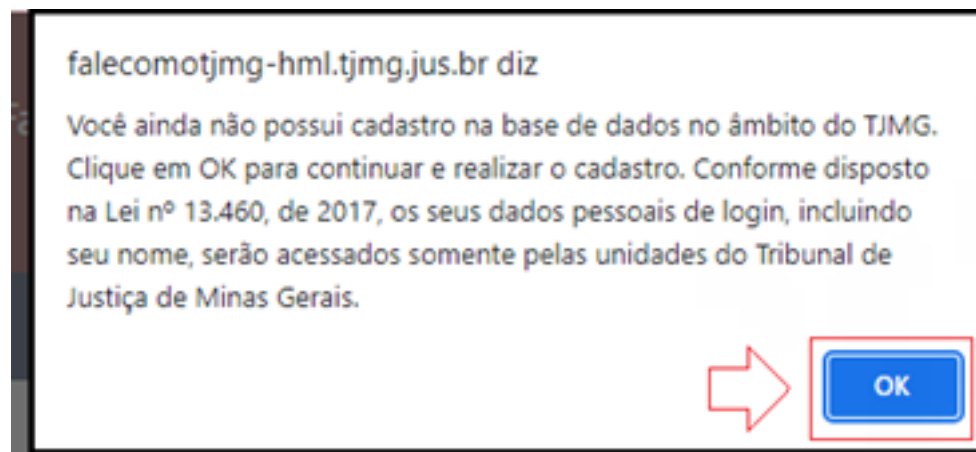 falecomotjmg-hml.tjmg.jus.br diz
Você ainda não possui cadastro na base de dados no âmbito do TJMG.
Clique em OK para continuar e realizar o cadastro. Conforme disposto
na Lei nº 13.460, de 2017, os seus dados pessoais de login, incluindo
seu nome, serão acessados somente pelas unidades do Tribunal de
Justiça de Minas Gerais.
OK